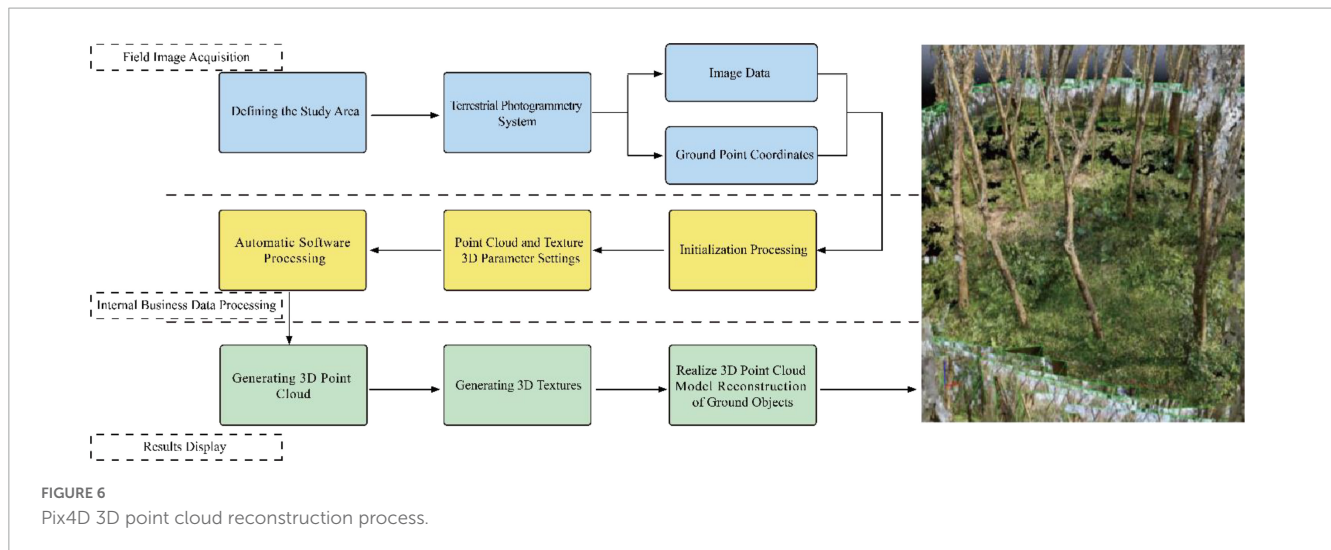 Field Image Acquisition
Defining the Study Area
Terrestrial Photogrammetry
System
Image Data
Ground Point Coordinates
Automatic Software
Processing
Point Cloud and Texture
3D Parameter Settings
Initialization Processing
Internal Business Data Processing
Generating 3D Point
Cloud
Generating 3D Textures
Realize 3D Point Cloud
Model Reconstruction
of Ground Objects
Results Display
FIGURE 6
Pix4D 3D point cloud reconstruction process.